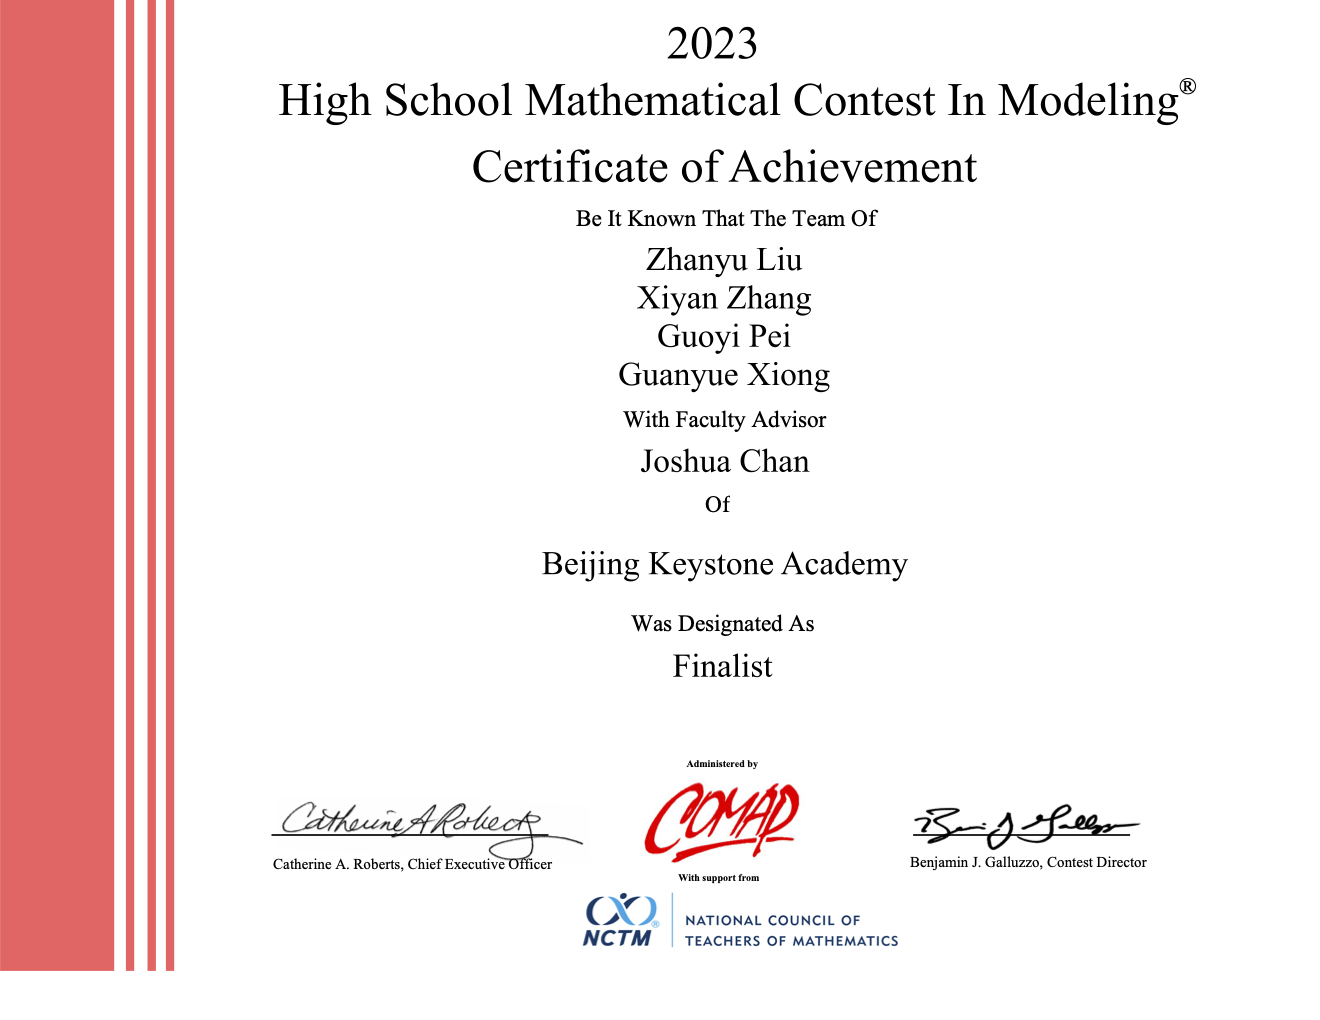 2023
High School Mathematical Contest In Modeling®
Certificate of Achievement
Be It Known That The Team Of
Zhanyu Liu
Xiyan Zhang
Guoyi Pei
Guanyue Xiong
With Faculty Advisor
Joshua Chan
Of
Beijing Keystone Academy
Was Designated As
Finalist
Administered by
COMAP
Catherine A Roberts
Catherine A. Roberts, Chief Executive Officer
Benjamin J. Galluzzo, Contest Director
With support from
NCTM®
NATIONAL COUNCIL OF
TEACHERS OF MATHEMATICS